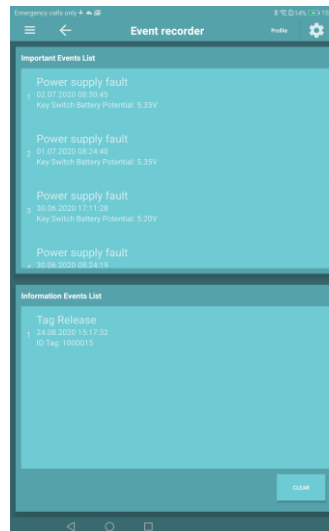 Emergency calls only
14% 15
Event recorder
Profile
Important Events List
Power supply fault
1 02.07.2020 08:30:45
Key Switch Battery Potential: 5.35V
Power supply fault
2 01.07.2020 08:24:40
Key Switch Battery Potential: 5.35V
Power supply fault
3 30.06.2020 17:11:28
Key Switch Battery Potential: 5.20V
Power supply fault
4 30.06.2020 08:24:19
Information Events List
Tag Release
1 24.08.2020 15:17:32
ID Tag: 1000015
CLEAR